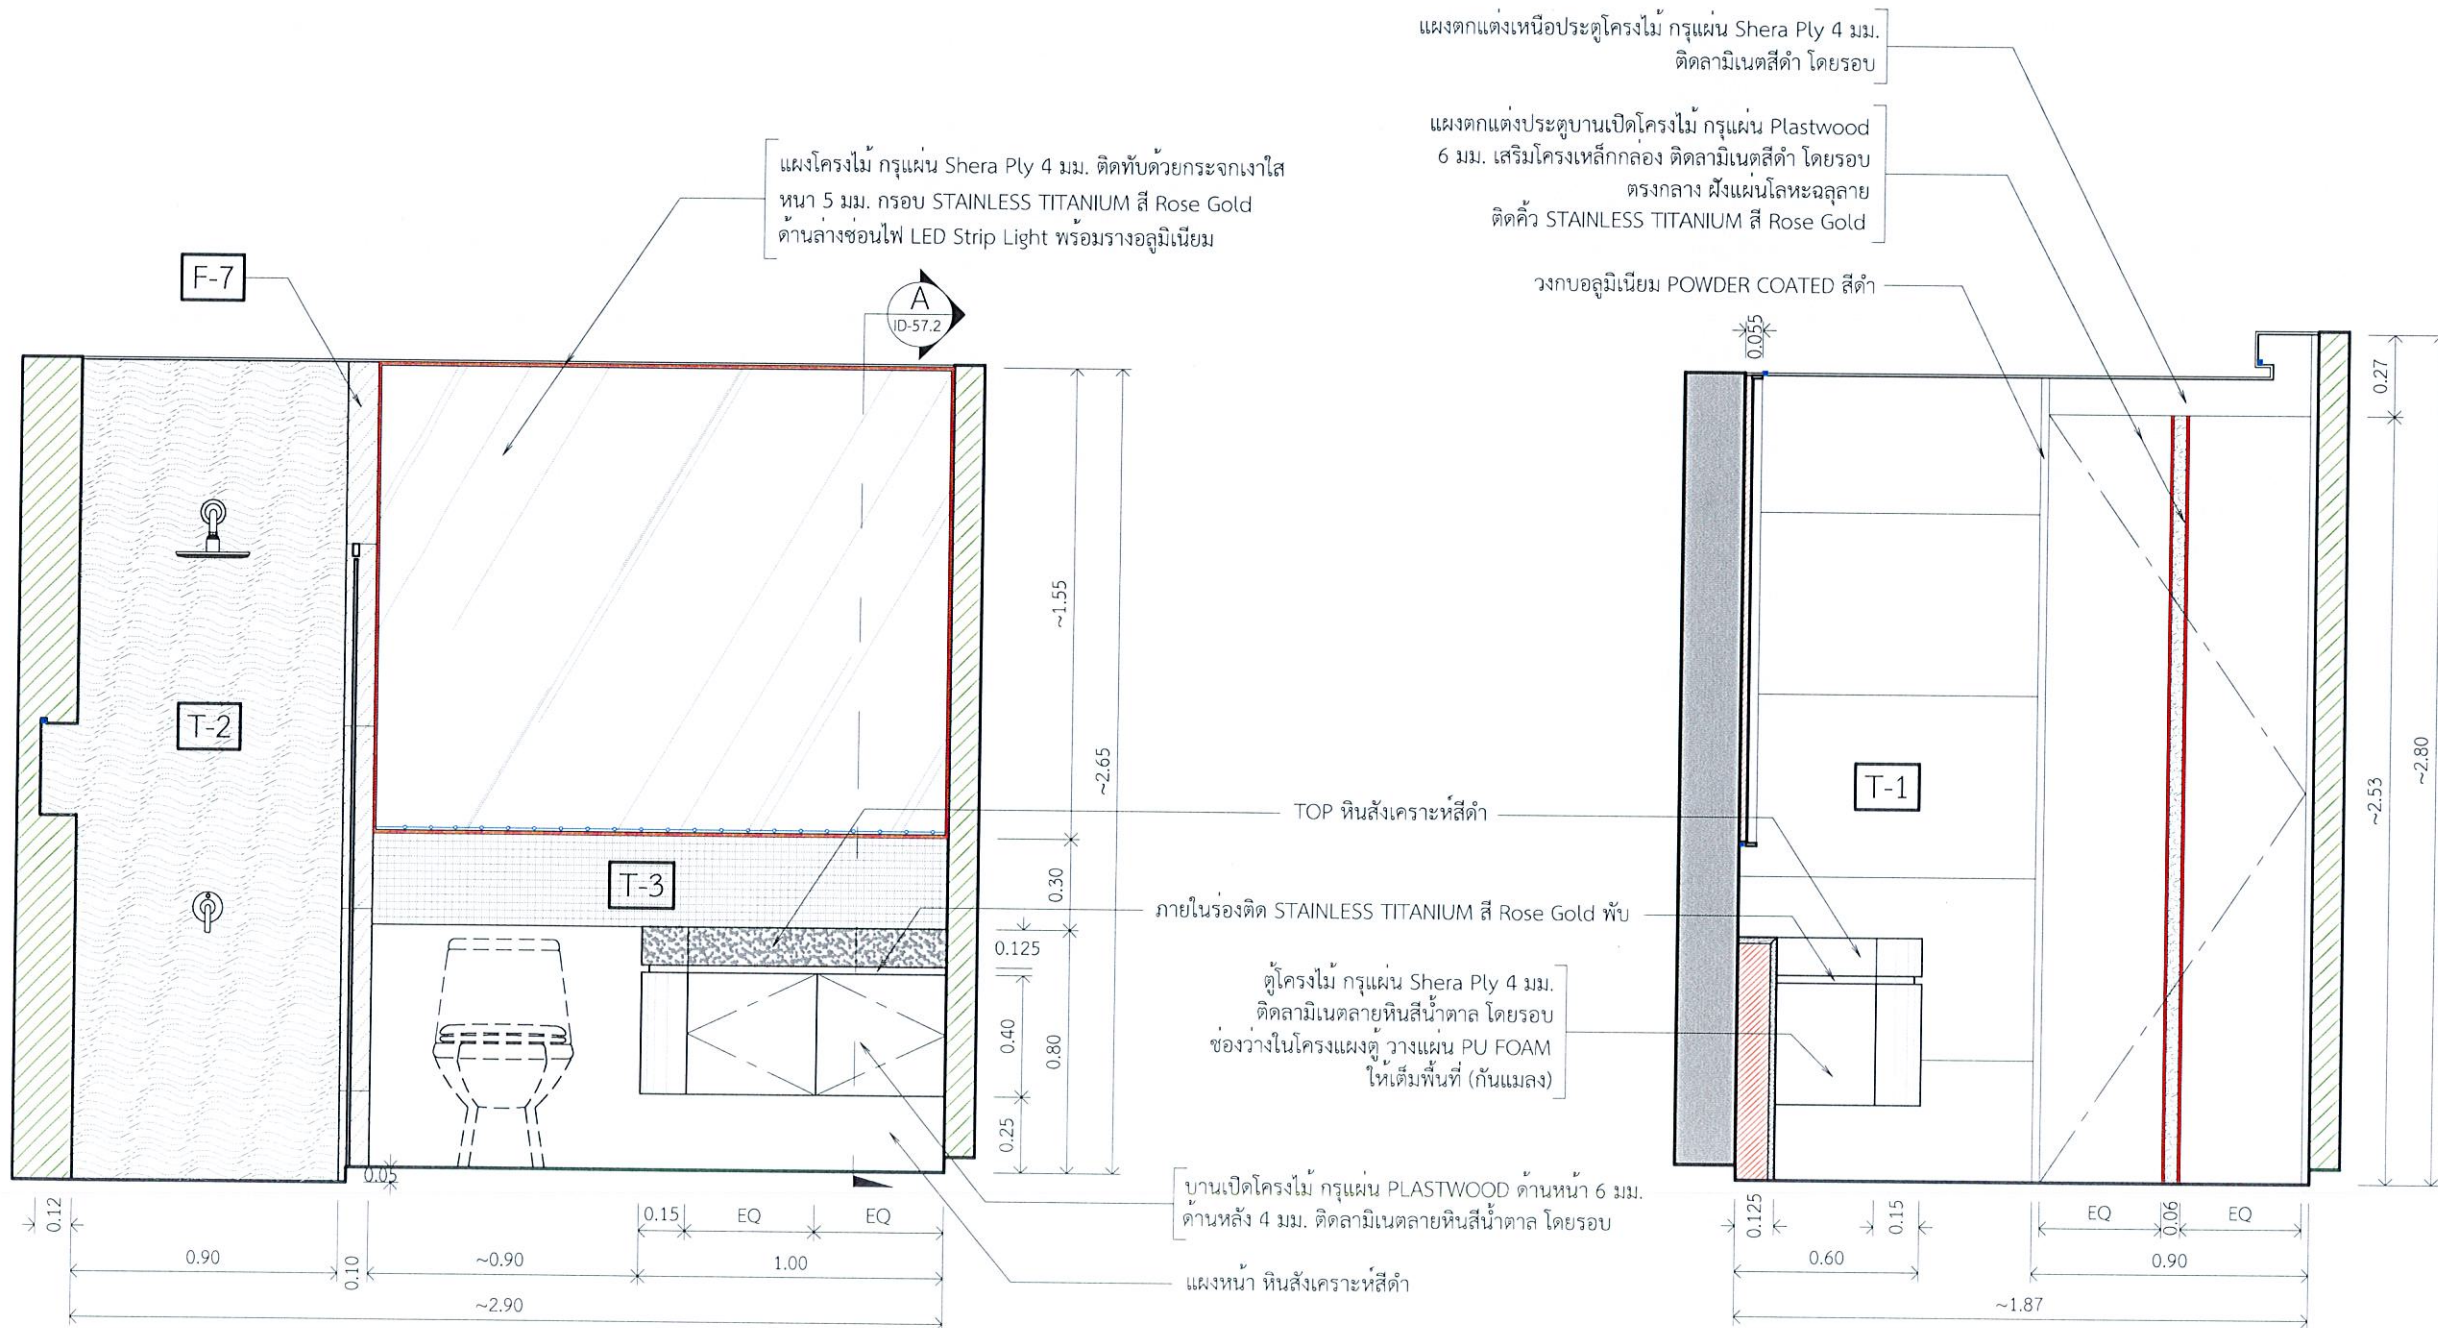 แผงตกแต่งเหนือประตูโครงไม้ กรุแผ่น Shera Ply 4 มม.
ติดลามิเนตสีดำ โดยรอบ
แผงตกแต่งประตูบานเปิดโครงไม้ กรุแผ่น Plastwood
6 มม. เสริมโครงเหล็กกล่อง ติดลามิเนตสีดำ โดยรอบ
ตรงกลาง ฝังแผ่นโลหะฉลุลาย
ติดคิ้ว STAINLESS TITANIUM สี Rose Gold
วงกบอลูมิเนียม POWDER COATED สีดำ
แผงโครงไม้ กรุแผ่น Shera Ply 4 มม. ติดทับด้วยกระจกเงาใส
หนา 5 มม. กรอบ STAINLESS TITANIUM สี Rose Gold
ด้านล่างซ่อนไฟ LED Strip Light พร้อมรางอลูมิเนียม
F-7
A
ID-57.2
T-2
T-3
~1.55
~2.65
0.30
0.125
0.40
0.80
0.25
0.05
TOP หินสังเคราะห์สีดำ
ภายในร่องติด STAINLESS TITANIUM สี Rose Gold พับ
ตู้โครงไม้ กรุแผ่น Shera Ply 4 มม.
ติดลามิเนตลายหินสีน้ำตาล โดยรอบ
ช่องว่างในโครงแผงตู้ วางแผ่น PU FOAM
ให้เต็มพื้นที่ (กันแมลง)
บานเปิดโครงไม้ กรุแผ่น PLASTWOOD ด้านหน้า 6 มม.
ด้านหลัง 4 มม. ติดลามิเนตลายหินสีน้ำตาล โดยรอบ
แผงหน้า หินสังเคราะห์สีดำ
0.12
0.15 EQ EQ
0.90 0.10 ~0.90 1.00
~2.90
0.055
0.27
T-1
~2.53
~2.80
0.125 0.15 EQ 0.06 EQ
0.60 0.90
~1.87